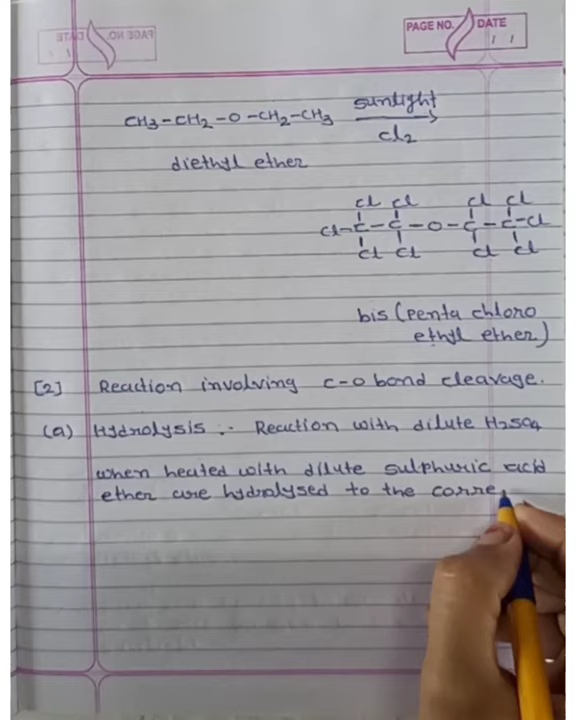 PAGE NO. DATE
/ /
CH3-CH2-O-CH2-CH3 sunlight
Cl2
diethyl ether
Cl Cl Cl Cl
Cl-C-C-O-C-C-Cl
Cl Cl Cl Cl
bis (penta chloro
ethyl ether)
[2] Reaction involving C-O bond cleavage.
(a) Hydrolysis :- Reaction with dilute H2SO4
when heated with dilute sulphuric acid
ether are hydrolysed to the corre